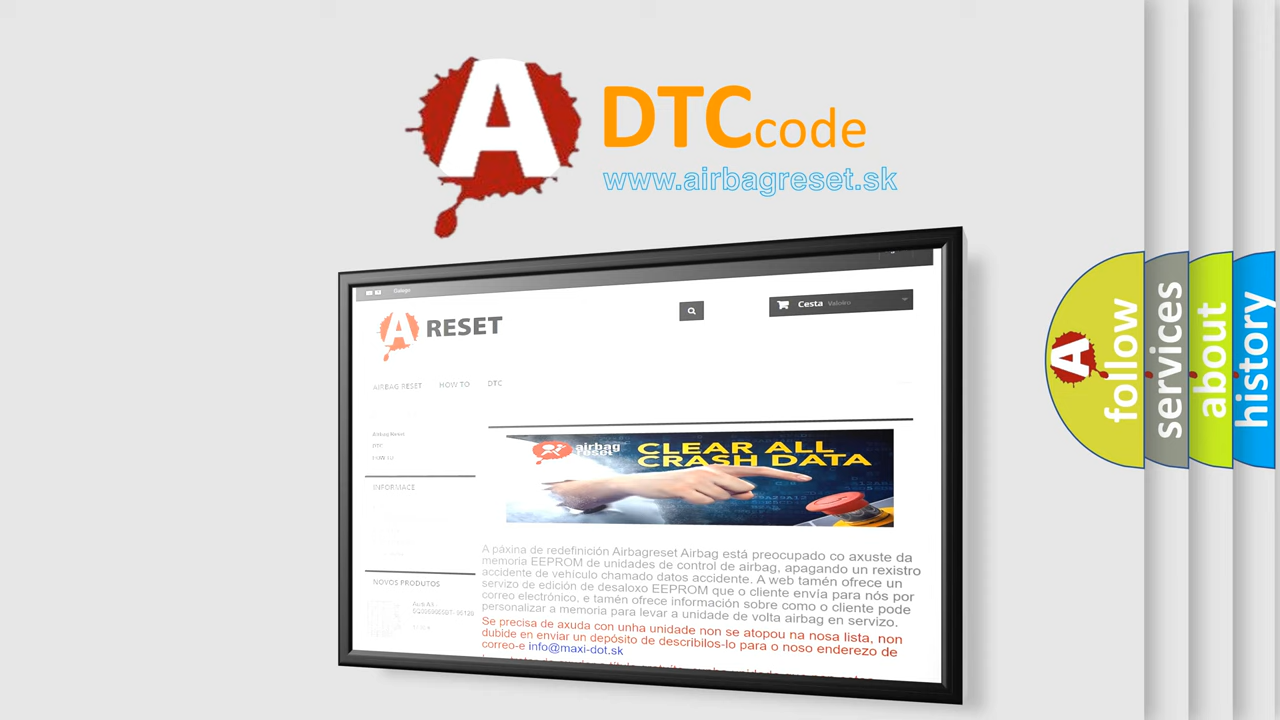 A DTC code
www.airbagreset.sk
Galego
A RESET
Cesta Valeiro
AIRBAG RESET HOW TO DTC
Airbag Reset
DTC
HOW TO
INFORMACE
NOVOS PRODUTOS
airbag
reset
CLEAR ALL
CRASH DATA
A páxina de redefinición Airbagreset Airbag está preocupado co axuste da
memoria EEPROM de unidades de control de airbag, apagando un rexistro
accidente de vehículo chamado datos accidente. A web tamén ofrece un
servizo de edición de desaloxo EEPROM que o cliente envía para nós por
correo electrónico, e tamén ofrece información sobre como o cliente pode
personalizar a memoria para levar a unidade de volta airbag en servizo.
Se precisa de axuda con unha unidade non se atopou na nosa lista, non
dubide en enviar un depósito de describilos-lo para o noso enderezo de
correo-e info@maxi-dot.sk
A
follow
services
about
history